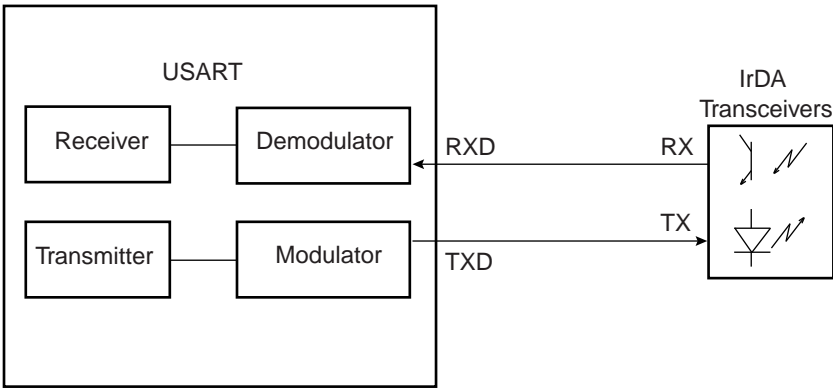 USART
IrDA
Transceivers
Receiver
Demodulator
RXD
RX
Transmitter
Modulator
TXD
TX